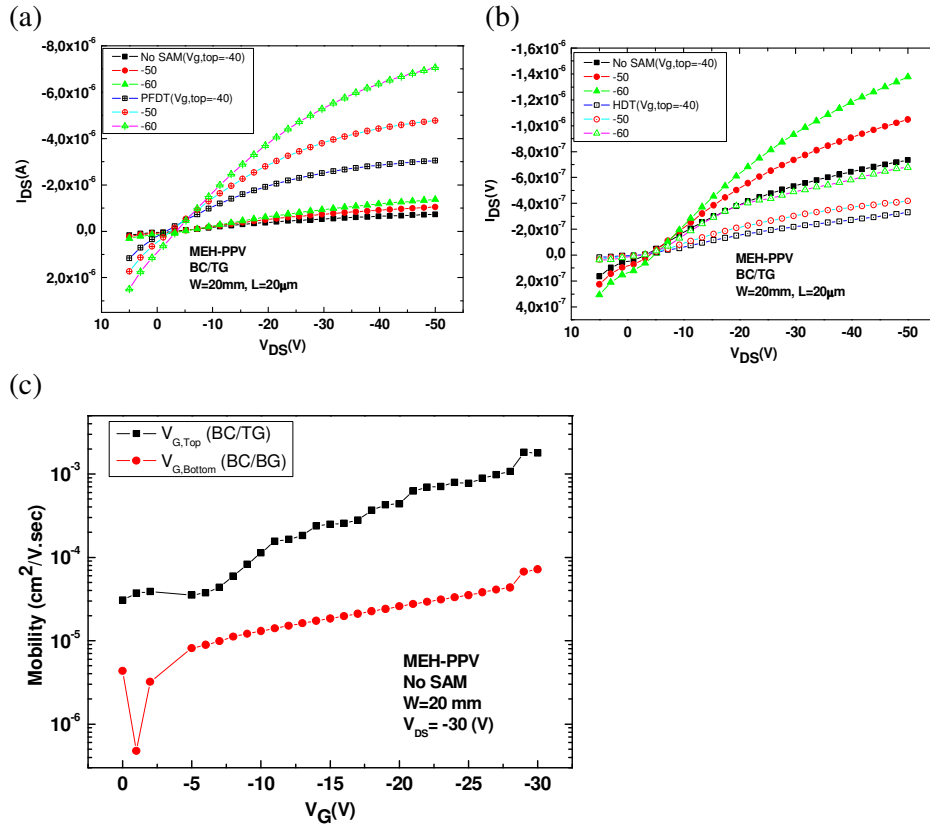 (a)
-8,0x10-6
-6,0x10-6
-4,0x10-6
-2,0x10-6
0,0
2,0x10-6
IDS(A)
No SAM(Vg,top=-40)
-50
-60
PFDT(Vg,top=-40)
-50
-60
MEH-PPV
BC/TG
W=20mm, L=20μm
10 0 -10 -20 -30 -40 -50
VDS(V)
(b)
-1,6x10-6
-1,4x10-6
-1,2x10-6
-1,0x10-6
-8,0x10-7
-6,0x10-7
-4,0x10-7
-2,0x10-7
0,0
2,0x10-7
4,0x10-7
IDS(V)
No SAM(Vg,top=-40)
-50
-60
HDT(Vg,top=-40)
-50
-60
MEH-PPV
BC/TG
W=20mm, L=20μm
10 0 -10 -20 -30 -40 -50
VDS(V)
(c)
VG,Top (BC/TG)
VG,Bottom (BC/BG)
10-3
10-4
10-5
10-6
Mobility (cm2/V.sec)
MEH-PPV
No SAM
W=20 mm
VDS= -30 (V)
0 -5 -10 -15 -20 -25 -30
VG(V)